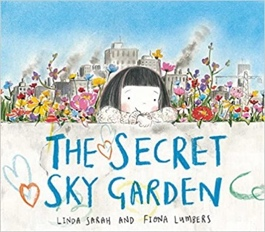 THE SECRET
SKY GARDEN
LINDA SARAH AND FIONA LUMBERS